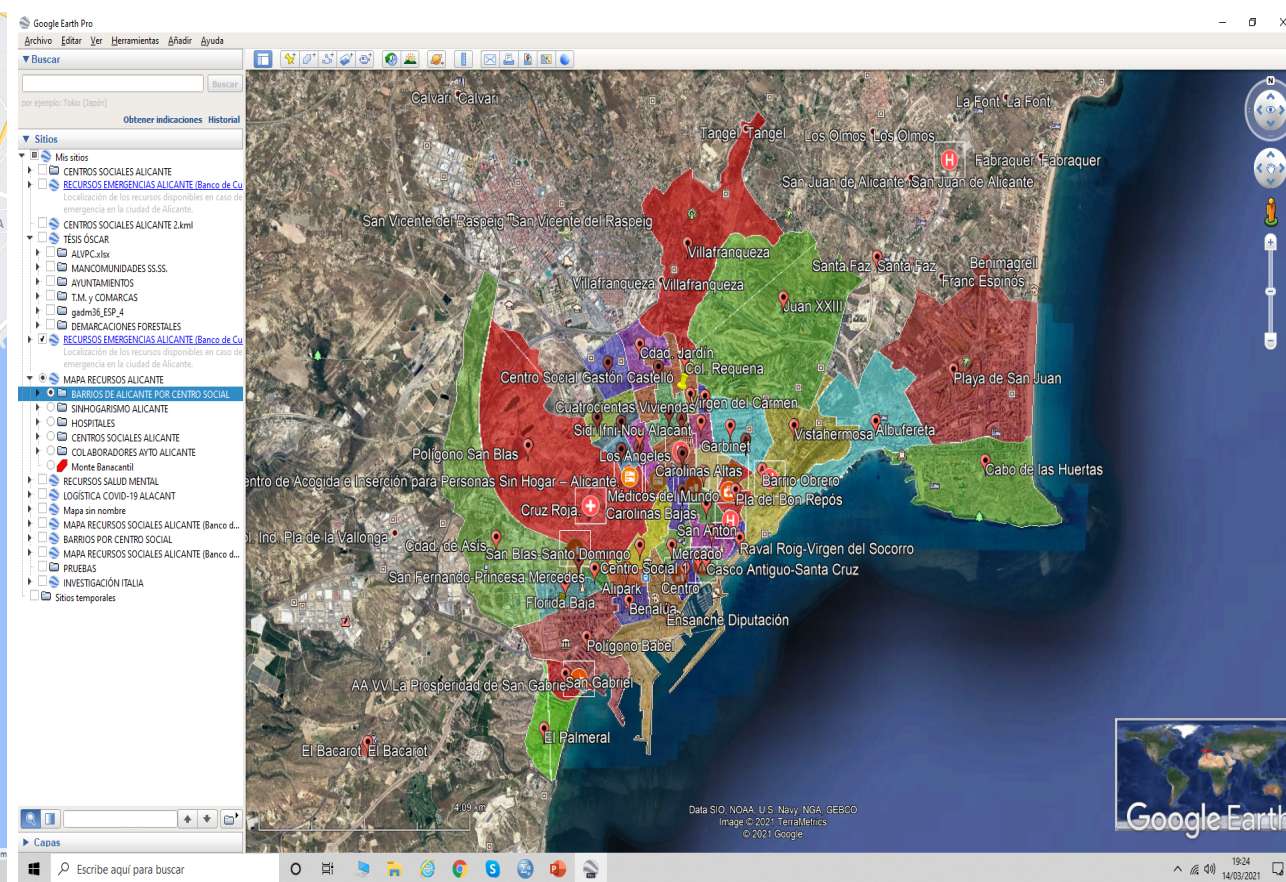 Google Earth Pro
Archivo Editar Ver Herramientas Añadir Ayuda
Buscar
Buscar
por ejemplo: Tokio (Japón)
Obtener indicaciones Historial
Sitios
Mis sitios
CENTROS SOCIALES ALICANTE
RECURSOS EMERGENCIAS ALICANTE (Banco de Cu
Localización de los recursos disponibles en caso de
emergencia en la ciudad de Alicante.
CENTROS SOCIALES ALICANTE 2.kml
TÉSIS ÓSCAR
ALVPC.xlsx
MANCOMUNIDADES SS.SS.
AYUNTAMIENTOS
T.M. y COMARCAS
gadm36_ESP_4
DEMARCACIONES FORESTALES
RECURSOS EMERGENCIAS ALICANTE (Banco de Cu
Localización de los recursos disponibles en caso de
emergencia en la ciudad de Alicante.
MAPA RECURSOS ALICANTE
BARRIOS DE ALICANTE POR CENTRO SOCIAL
SINHOGARISMO ALICANTE
HOSPITALES
CENTROS SOCIALES ALICANTE
COLABORADORES AYTO ALICANTE
Monte Banacantil
RECURSOS SALUD MENTAL
LOGÍSTICA COVID-19 ALACANT
Mapa sin nombre
MAPA RECURSOS SOCIALES ALICANTE (Banco d...
BARRIOS POR CENTRO SOCIAL
MAPA RECURSOS SOCIALES ALICANTE (Banco d...
PRUEBAS
INVESTIGACIÓN ITALIA
Sitios temporales
Capas
Calvari Calvari
La Font La Font
Tangel Tangel
Los Olmos Los Olmos
H
Fabraquer Fabraquer
San Juan de Alicante San Juan de Alicante
San Vicente del Raspeig San Vicente del Raspeig
Villafranqueza
Santa Faz Santa Faz
Benimagrell
Franc Espinós
Villafranqueza Villafranqueza
Juan XXIII
Cdad. Jardín
Col. Requena
Centro Social Gastón Castelló
Playa de San Juan
Cuatrocientas Viviendas
Virgen del Carmen
Sidi Ifni-Nou Alacant
Vistahermosa
Albufereta
Garbinet
Polígono San Blas
Los Angeles
Cabo de las Huertas
Carolinas Altas
entro de Acogida e Inserción para Personas Sin Hogar – Alicante
Barrio Obrero
Médicos del Mundo
Pla del Bon Repós
Cruz Roja.
Carolinas Bajas
H
San Antón
ol. Ind. Pla de la Vallonga
Cdad. de Asís
San Blas-Santo Domingo
Mercado
Raval Roig-Virgen del Socorro
Centro Social 1
Casco Antiguo-Santa Cruz
San Fernando-Princesa Mercedes
Alipark
Centro
Florida Baja
Benalúa
Ensanche Diputación
Polígono Babel
AA VV La Prosperidad de San Gabriel
San Gabriel
El Palmeral
El Bacarot El Bacarot
4.09 km
Data SIO, NOAA, U.S. Navy, NGA, GEBCO
Image © 2021 TerraMetrics
© 2021 Google
N
Google Earth
Escribe aquí para buscar
19:24
14/03/2021